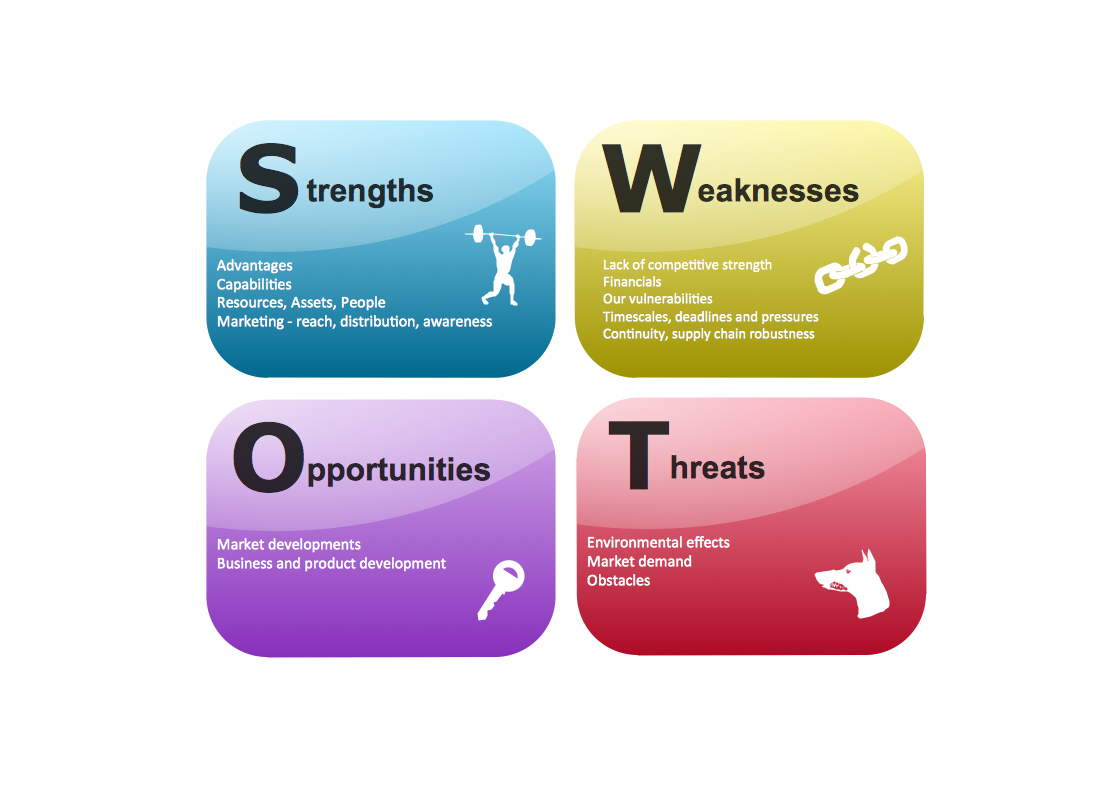 Strengths
Advantages
Capabilities
Resources, Assets, People
Marketing - reach, distribution, awareness
Weaknesses
Lack of competitive strength
Financials
Our vulnerabilities
Timescales, deadlines and pressures
Continuity, supply chain robustness
Opportunities
Market developments
Business and product development
Threats
Environmental effects
Market demand
Obstacles